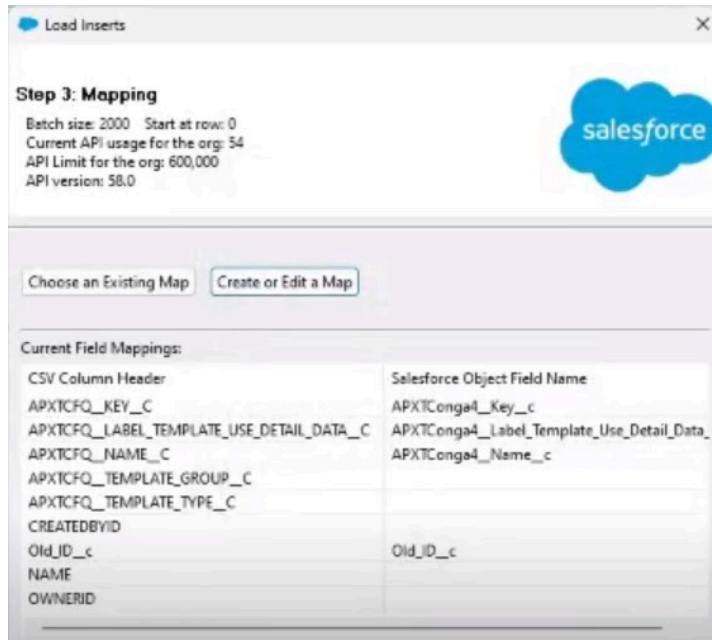 Load Inserts
Step 3: Mapping
Batch size: 2000 Start at row: 0
Current API usage for the org: 54
API Limit for the org: 600,000
API version: 58.0
salesforce
Choose an Existing Map Create or Edit a Map
Current Field Mappings:
CSV Column Header Salesforce Object Field Name
APXTCFQ__KEY__C APXTConga4__Key__c
APXTCFQ__LABEL_TEMPLATE_USE_DETAIL_DATA__C APXTConga4__Label_Template_Use_Detail_Data_
APXTCFQ__NAME__C APXTConga4__Name__c
APXTCFQ__TEMPLATE_GROUP__C
APXTCFQ__TEMPLATE_TYPE__C
CREATEDBYID
Old_ID__c Old_ID__c
NAME
OWNERID